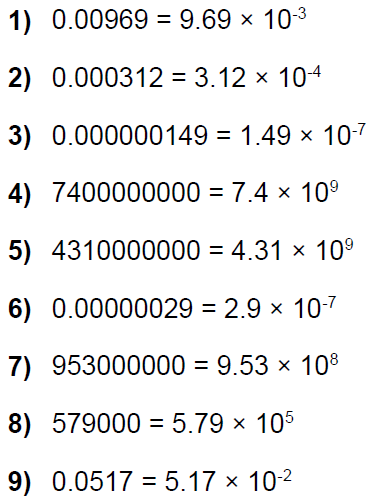 1) 0.00969 = 9.69 × 10⁻³
2) 0.000312 = 3.12 × 10⁻⁴
3) 0.000000149 = 1.49 × 10⁻⁷
4) 7400000000 = 7.4 × 10⁹
5) 4310000000 = 4.31 × 10⁹
6) 0.00000029 = 2.9 × 10⁻⁷
7) 953000000 = 9.53 × 10⁸
8) 579000 = 5.79 × 10⁵
9) 0.0517 = 5.17 × 10⁻²